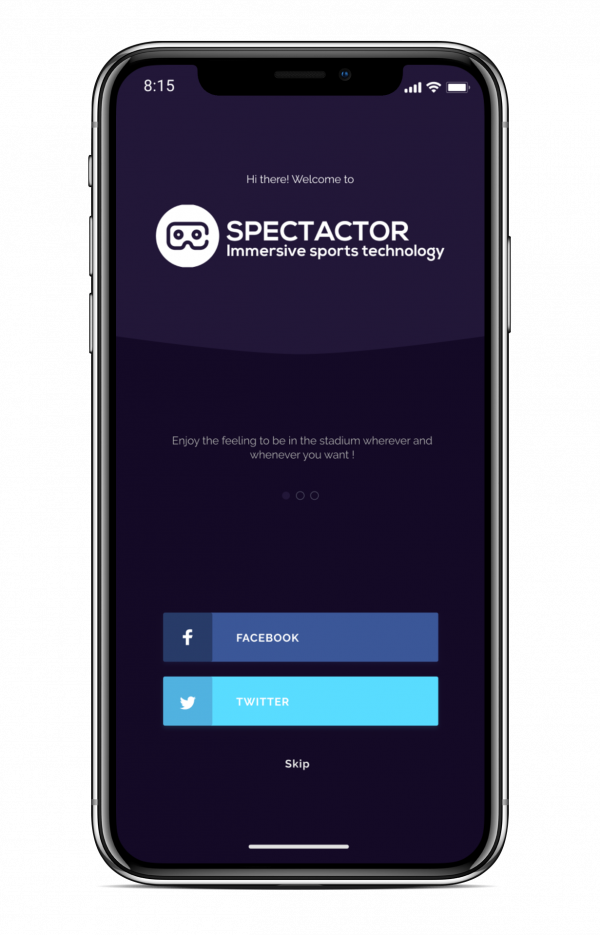 8:15
Hi there! Welcome to
SPECTACTOR
Immersive sports technology
Enjoy the feeling to be in the stadium wherever and
whenever you want !
FACEBOOK
TWITTER
Skip